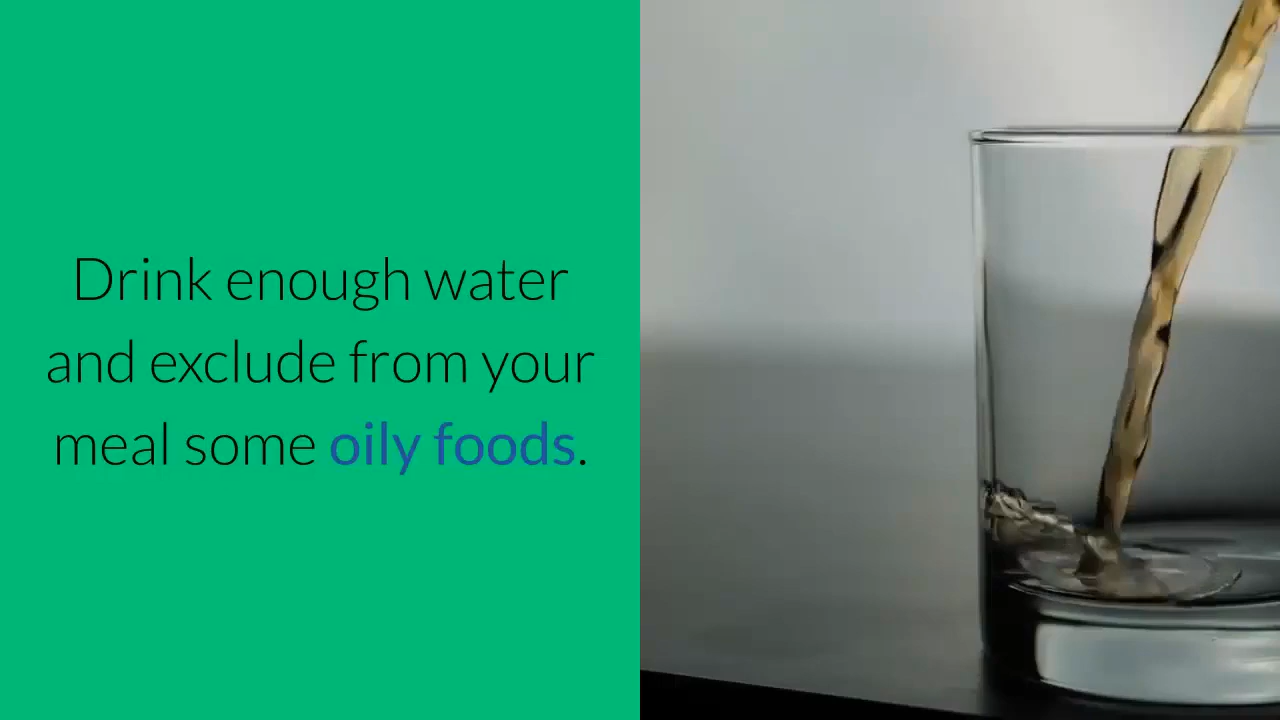 Drink enough water
and exclude from your
meal some oily foods.